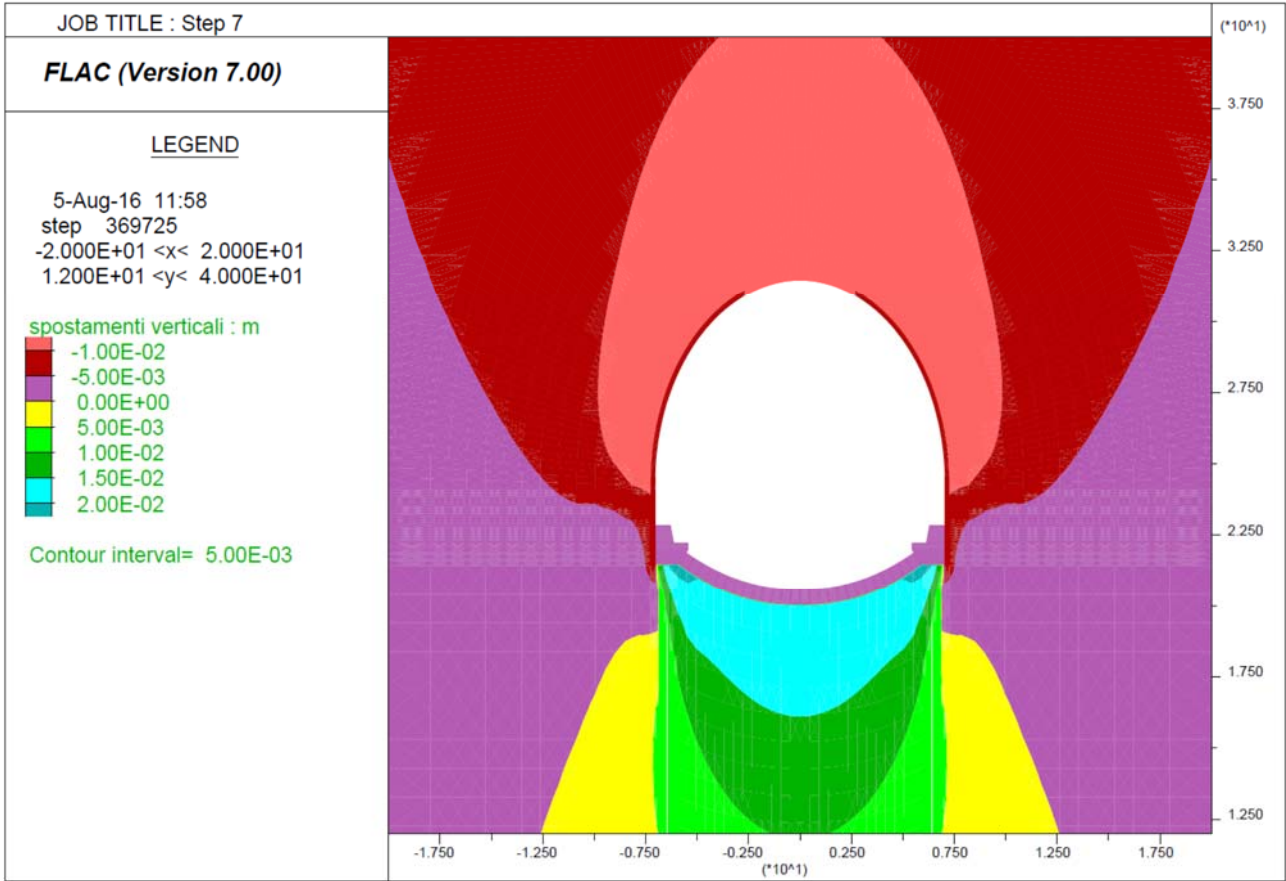 JOB TITLE : Step 7
FLAC (Version 7.00)
LEGEND
5-Aug-16 11:58
step 369725
-2.000E+01 <x< 2.000E+01
1.200E+01 <y< 4.000E+01
spostamenti verticali : m
-1.00E-02
-5.00E-03
0.00E+00
5.00E-03
1.00E-02
1.50E-02
2.00E-02
Contour interval= 5.00E-03
(*10^1)
3.750
3.250
2.750
2.250
1.750
1.250
-1.750
-1.250
-0.750
-0.250
0.250
0.750
1.250
1.750
(*10^1)